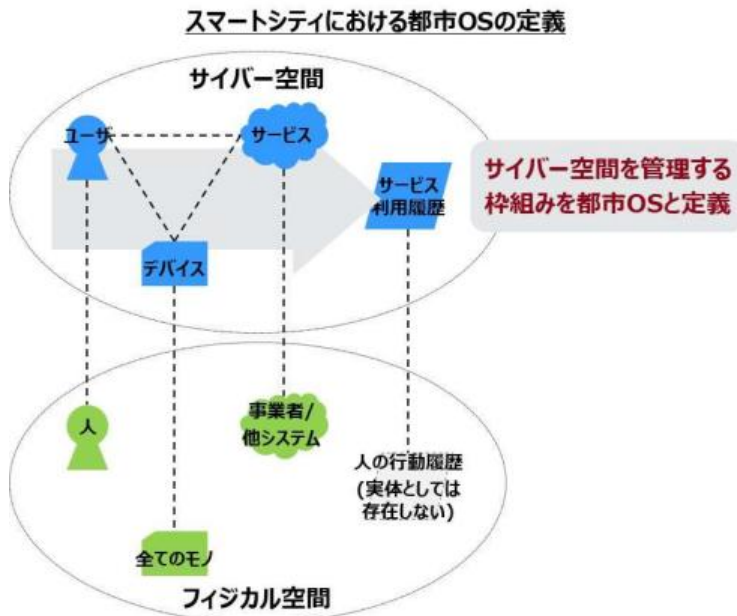 スマートシティにおける都市OSの定義
サイバー空間
ユーザ
サービス
サービス
利用履歴
デバイス
サイバー空間を管理する
枠組みを都市OSと定義
人
事業者/
他システム
人の行動履歴
(実体としては
存在しない)
全てのモノ
フィジカル空間